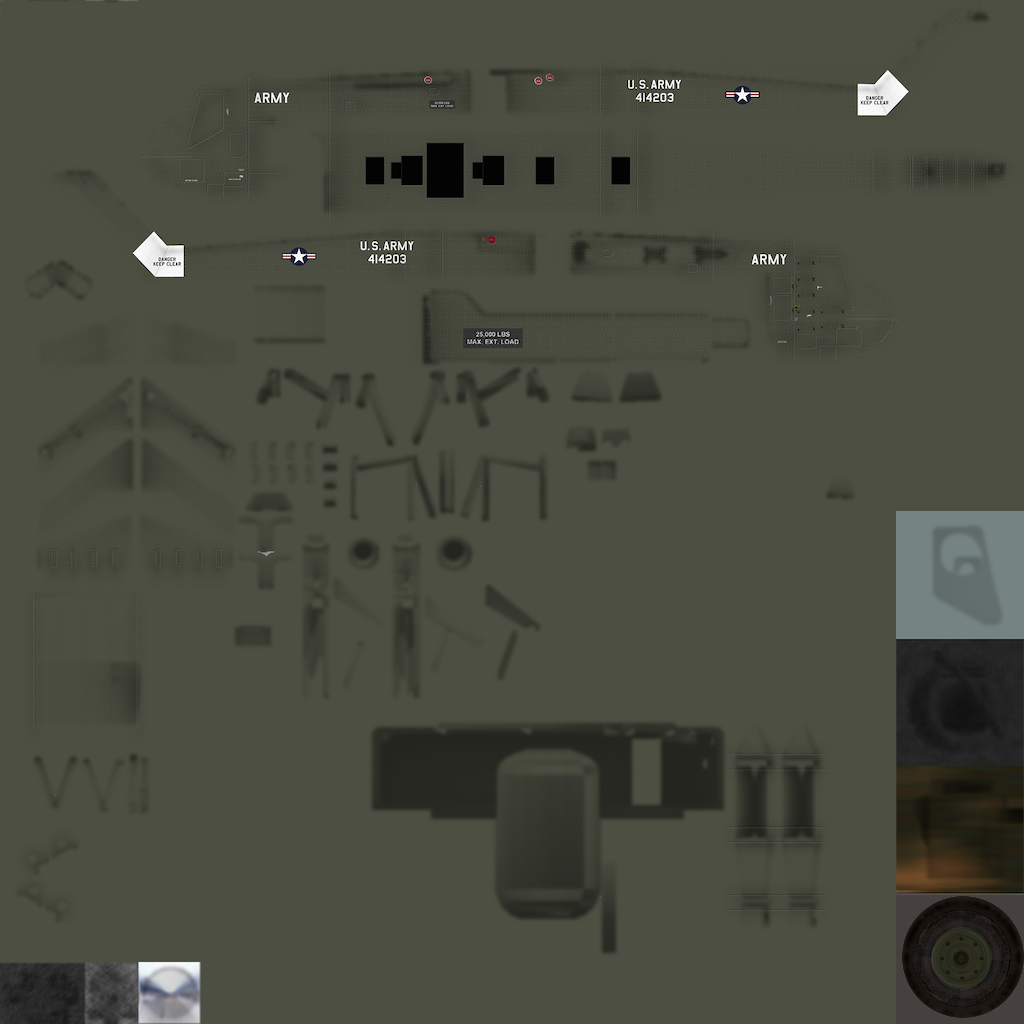 ARMY
U.S. ARMY
414203
DANGER
KEEP CLEAR
DANGER
KEEP CLEAR
U.S. ARMY
414203
ARMY
25,000 LBS
MAX. EXT. LOAD